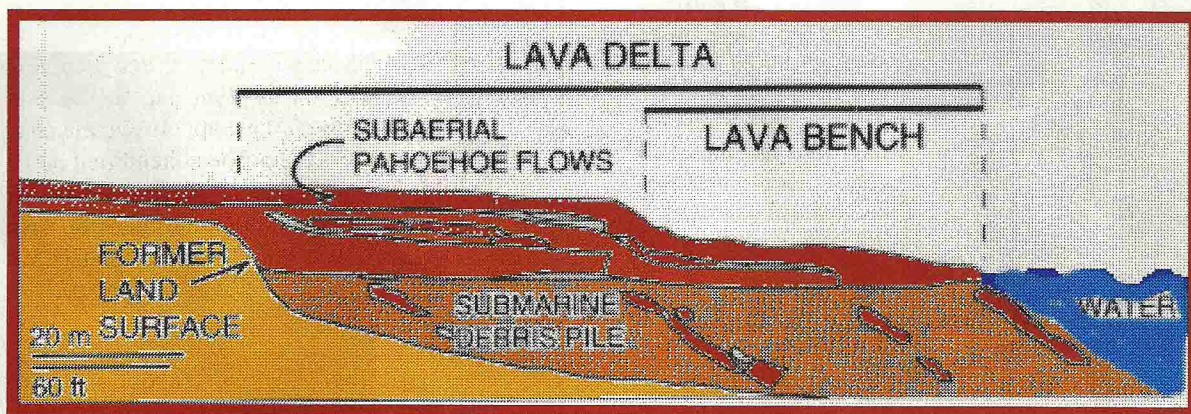 LAVA DELTA
LAVA BENCH
SUBAERIAL
PAHOEHOE FLOWS
FORMER
LAND
SURFACE
SUBMARINE
DEBRIS PILE
WATER
20 m
60 ft